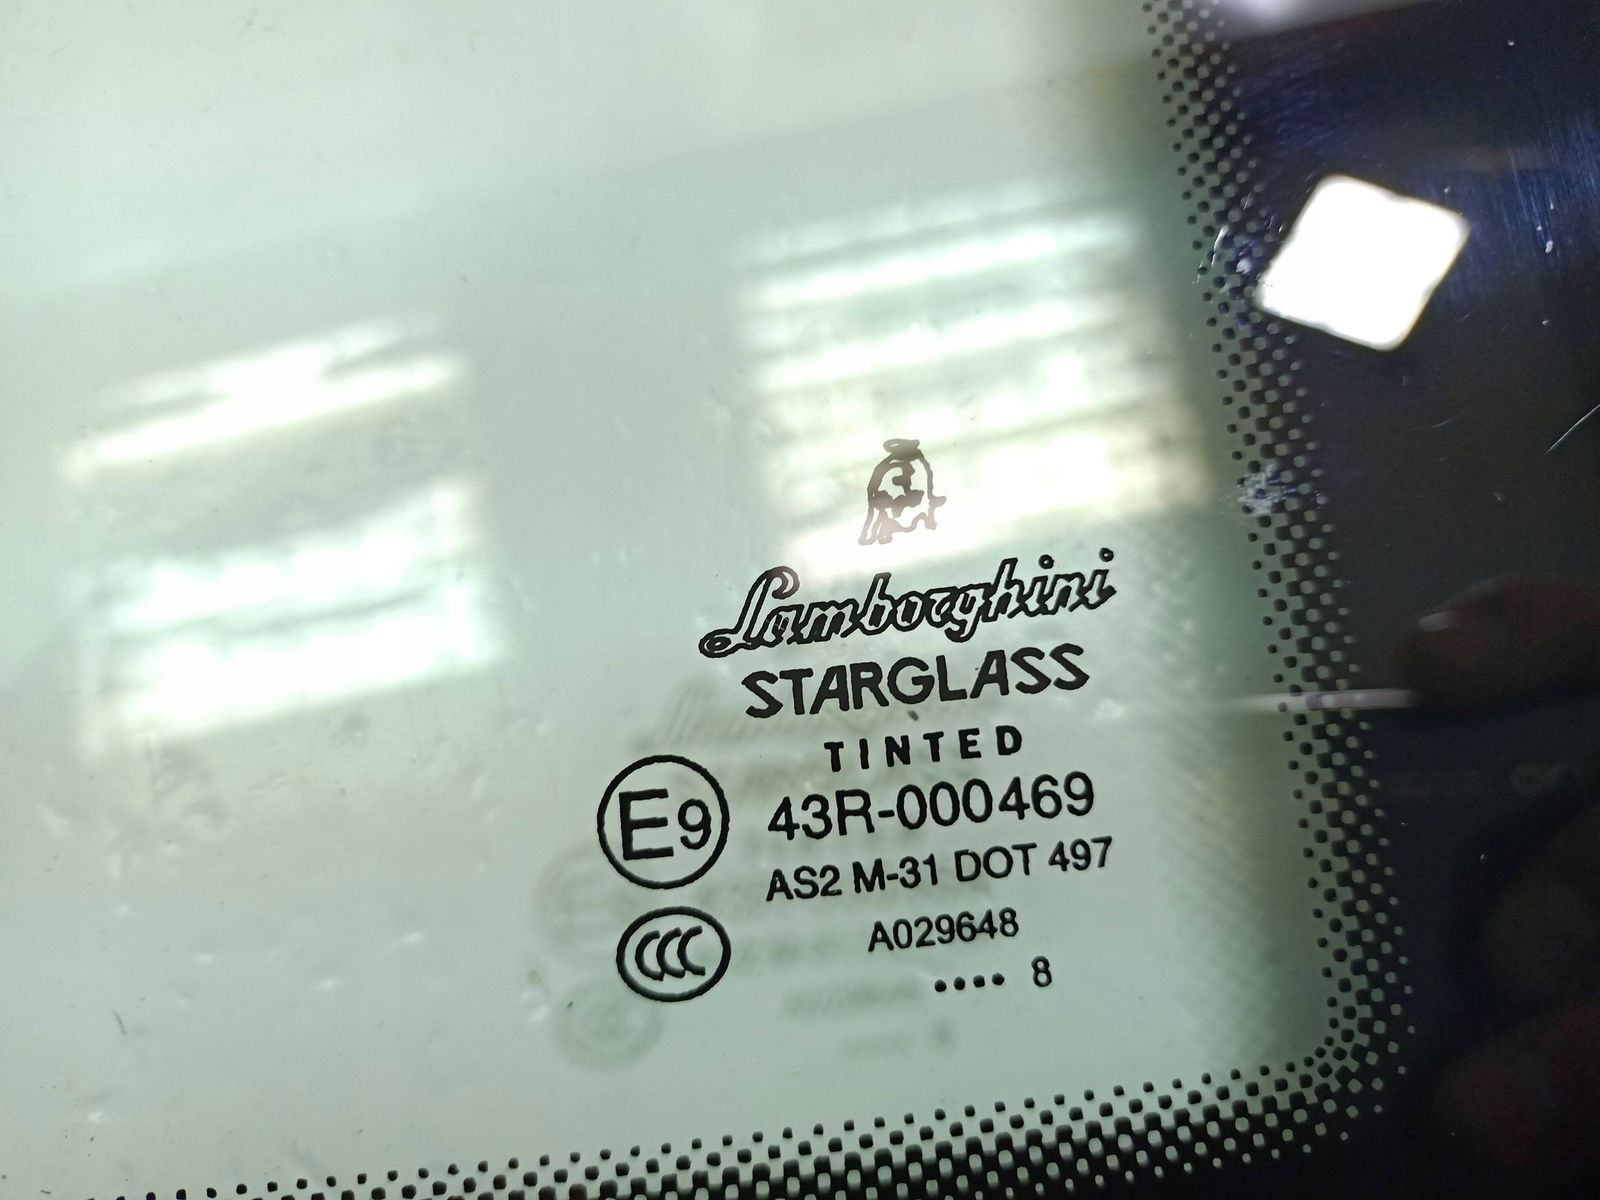 Lamborghini
STARGLASS
TINTED
E9 43R-000469
AS2 M-31 DOT 497
CCC A029648
.... 8